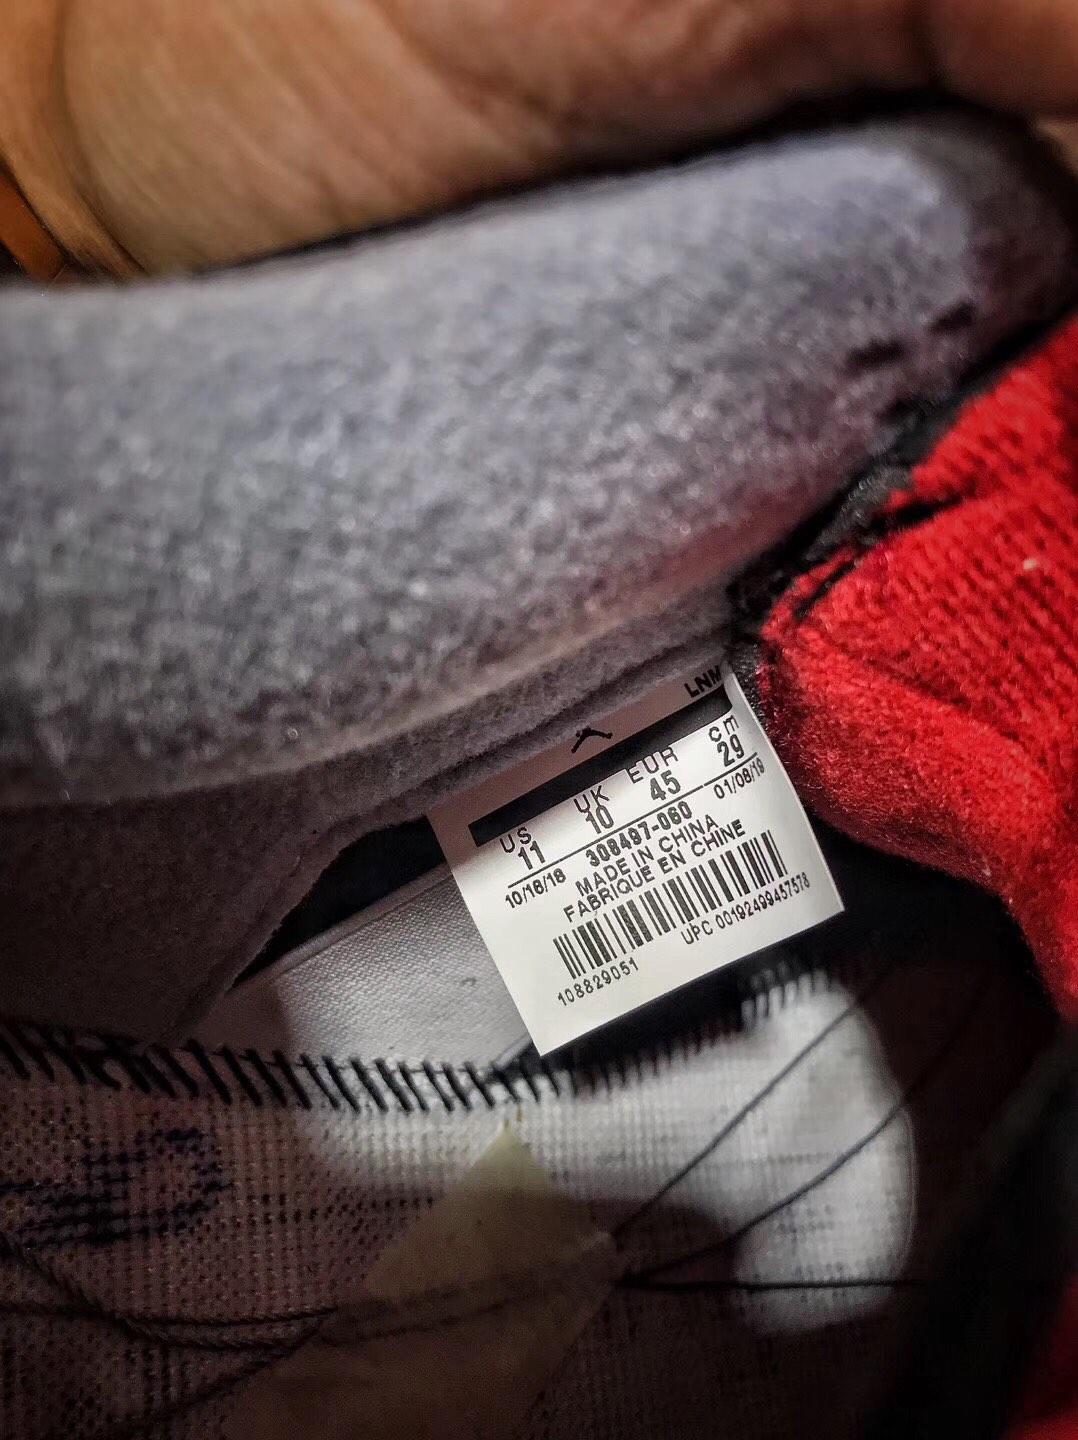 LNM
US UK EUR cm
11 10 45 29
10/18/18 308497-060 01/08/19
MADE IN CHINA
FABRIQUE EN CHINE
108829051 UPC 00192499457578